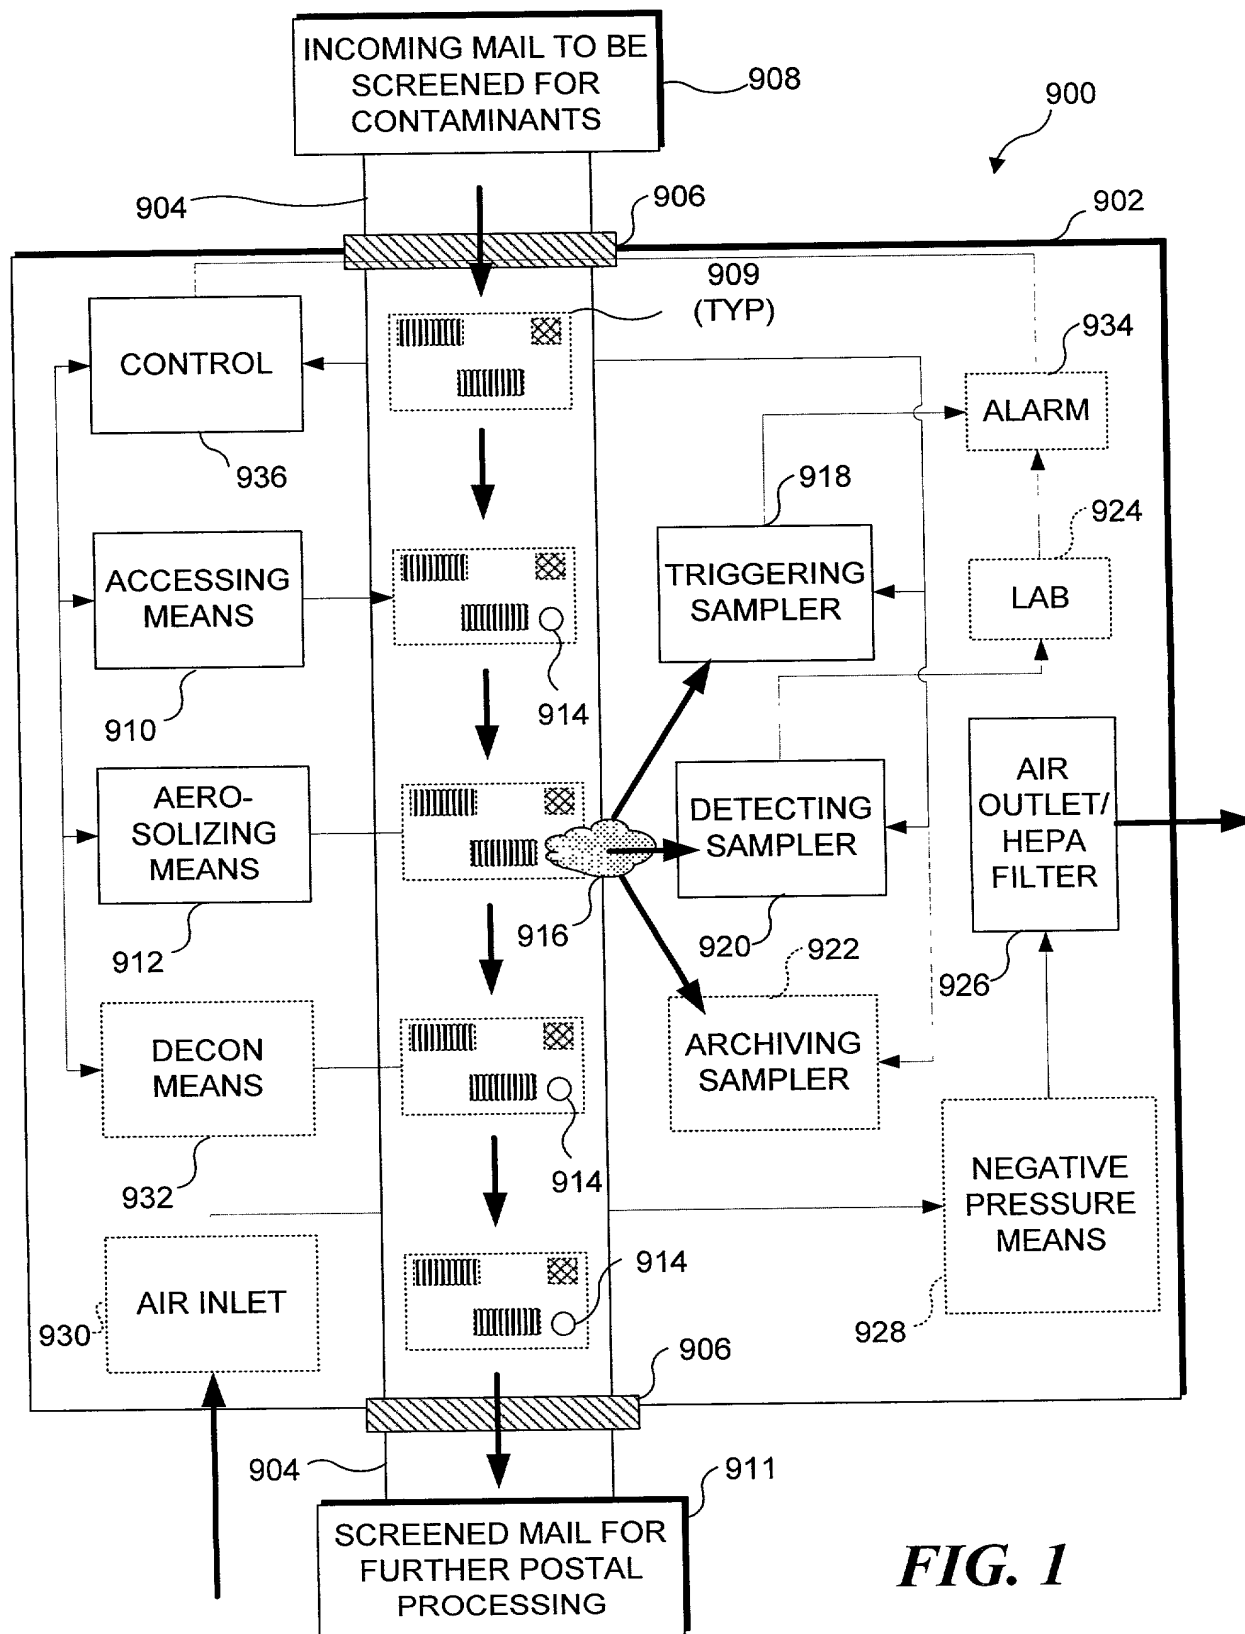 INCOMING MAIL TO BE
SCREENED FOR
CONTAMINANTS
908
900
904
906
902
909
(TYP)
CONTROL
936
934
ALARM
918
924
ACCESSING
MEANS
910
914
TRIGGERING
SAMPLER
LAB
AERO-
SOLIZING
MEANS
912
916
DETECTING
SAMPLER
920
AIR
OUTLET/
HEPA
FILTER
926
922
DECON
MEANS
932
914
ARCHIVING
SAMPLER
NEGATIVE
PRESSURE
MEANS
928
AIR INLET
930
914
906
904
911
SCREENED MAIL FOR
FURTHER POSTAL
PROCESSING
FIG. 1